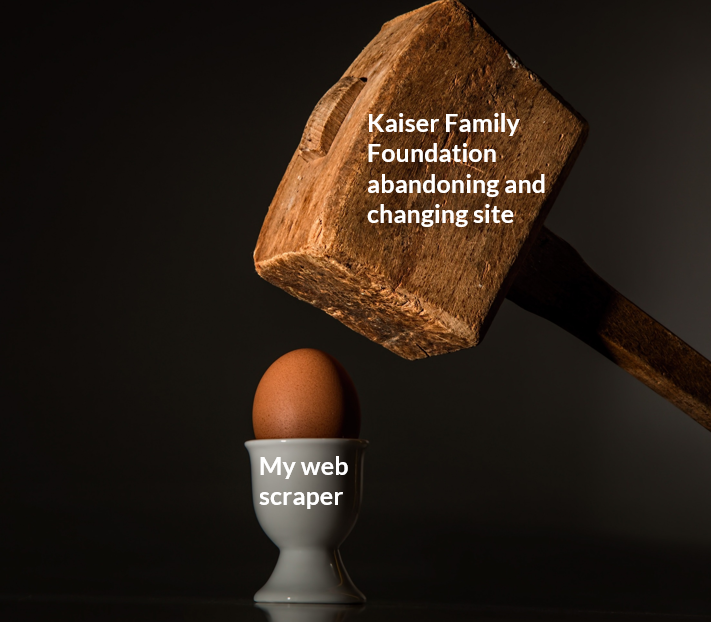 Kaiser Family
Foundation
abandoning and
changing site
My web
scraper